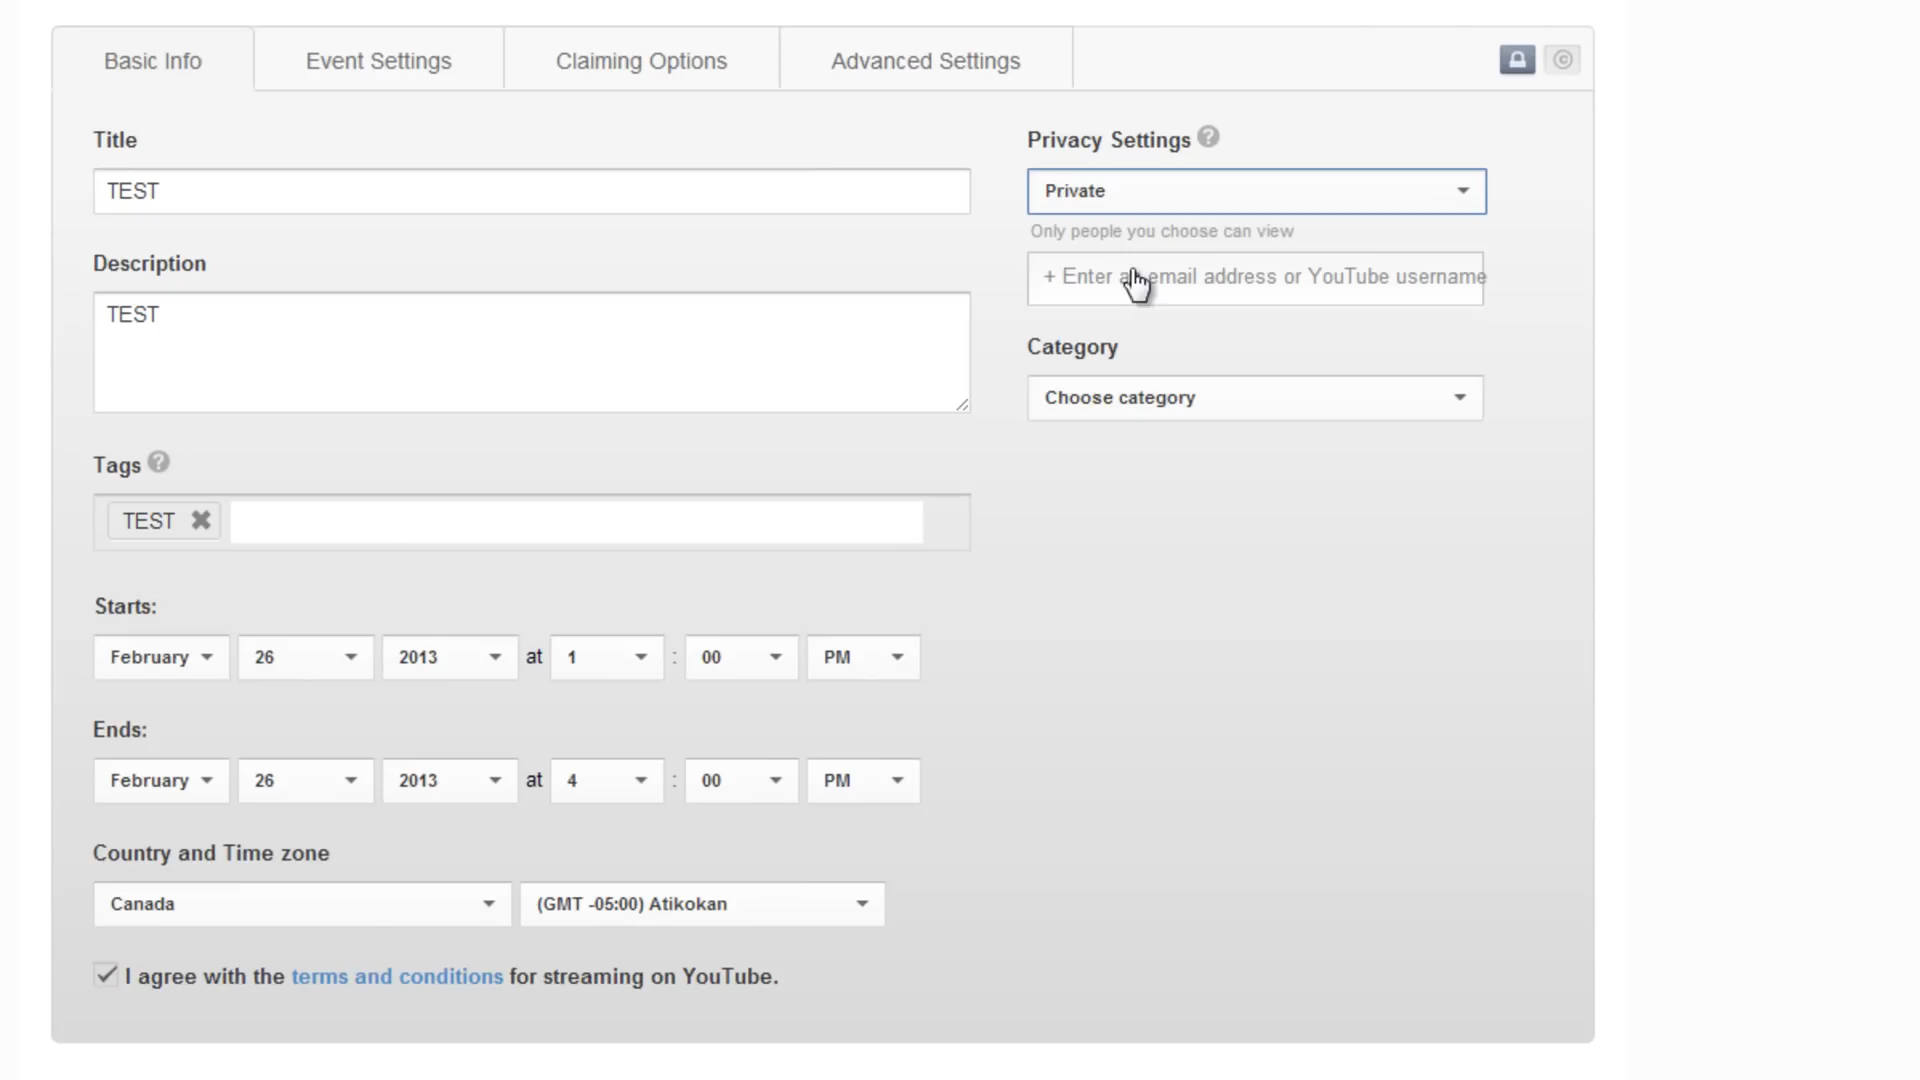 Basic Info Event Settings Claiming Options Advanced Settings ©
Title
TEST
Description
TEST
Tags ?
TEST ✖
Starts:
February 26 2013 at 1 : 00 PM
Ends:
February 26 2013 at 4 : 00 PM
Country and Time zone
Canada (GMT -05:00) Atikokan
I agree with the terms and conditions for streaming on YouTube.
Privacy Settings ?
Private
Only people you choose can view
+ Enter an email address or YouTube username
Category
Choose category